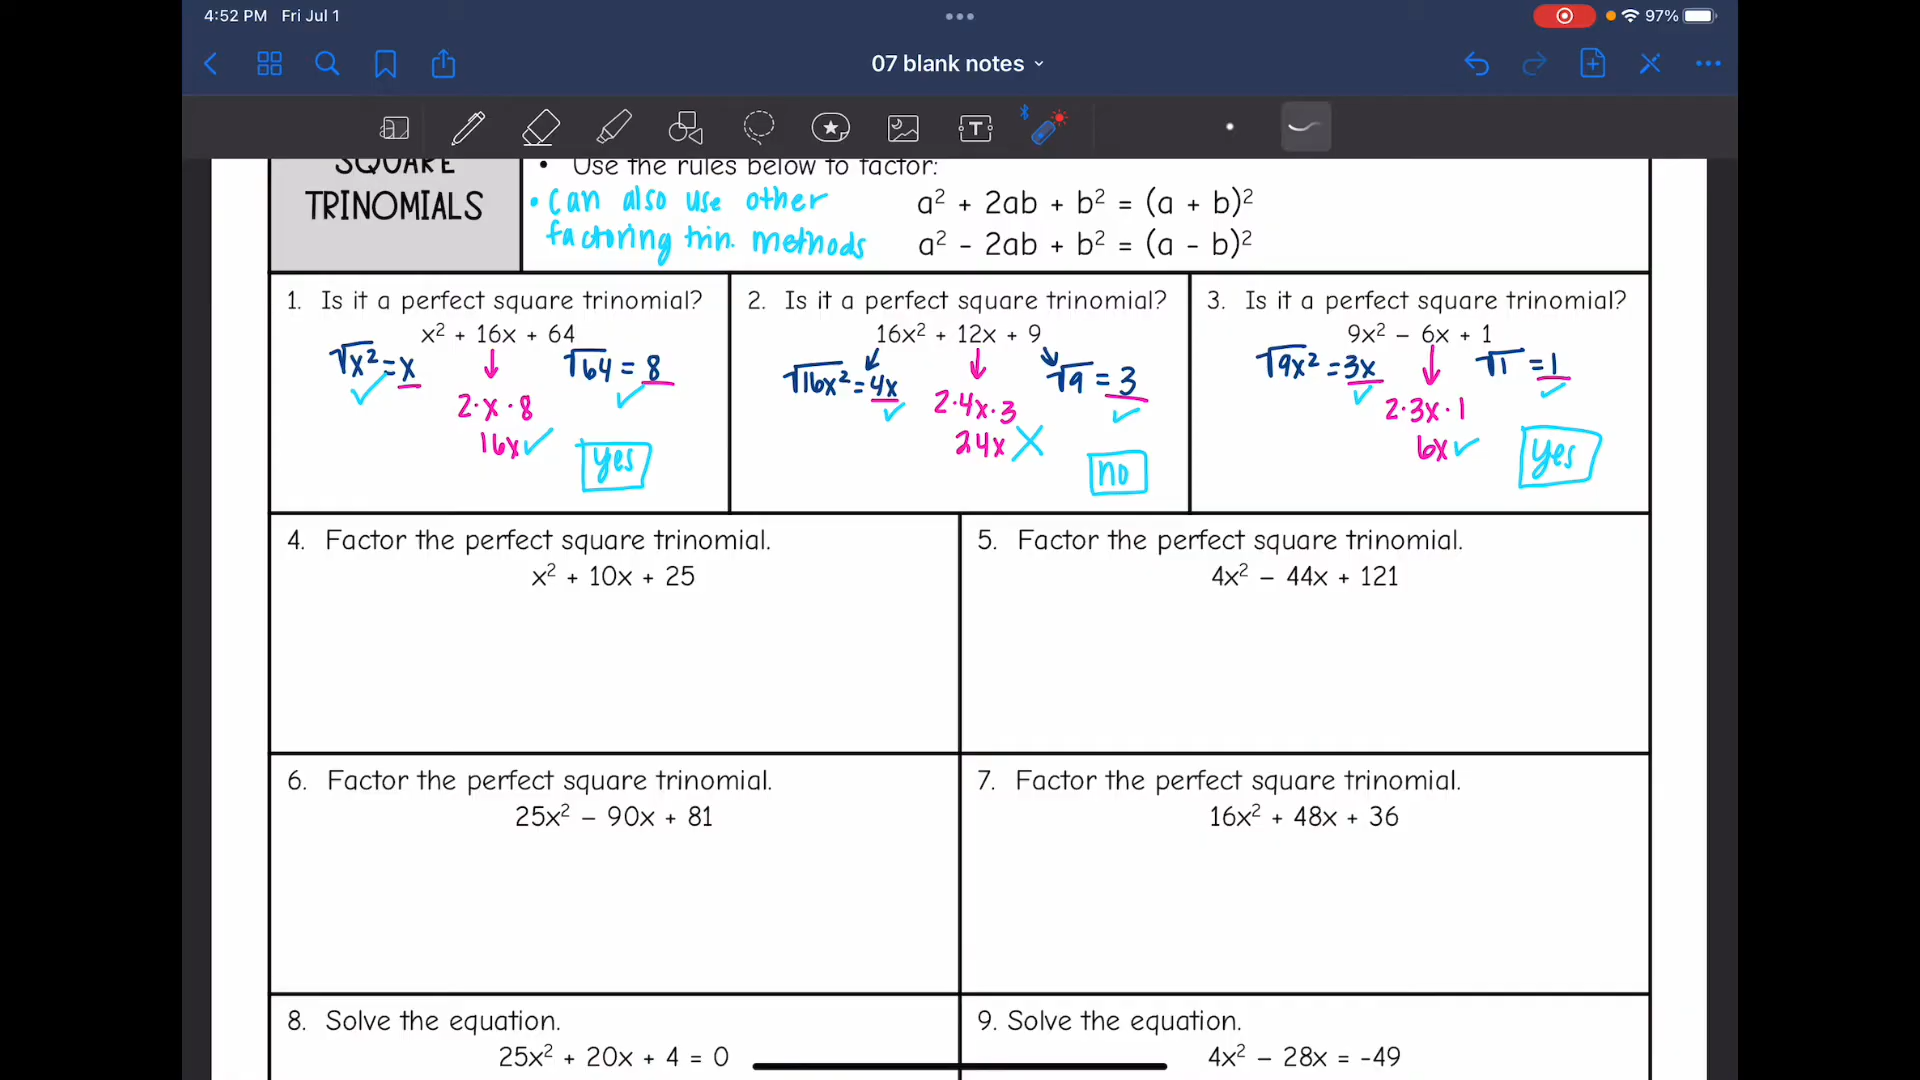 4:52 PM Fri Jul 1
97%
07 blank notes
SQUARE
TRINOMIALS
• Use the rules below to factor:
• can also use other
factoring trin. methods
a² + 2ab + b² = (a + b)²
a² - 2ab + b² = (a - b)²
1. Is it a perfect square trinomial?
x² + 16x + 64
√x² = x
√64 = 8
2·x·8
16x ✓
yes
2. Is it a perfect square trinomial?
16x² + 12x + 9
√16x² = 4x
√9 = 3
2·4x·3
24x X
no
3. Is it a perfect square trinomial?
9x² – 6x + 1
√9x² = 3x
√1 = 1
2·3x·1
6x ✓
yes
4. Factor the perfect square trinomial.
x² + 10x + 25
5. Factor the perfect square trinomial.
4x² – 44x + 121
6. Factor the perfect square trinomial.
25x² – 90x + 81
7. Factor the perfect square trinomial.
16x² + 48x + 36
8. Solve the equation.
25x² + 20x + 4 = 0
9. Solve the equation.
4x² – 28x = -49